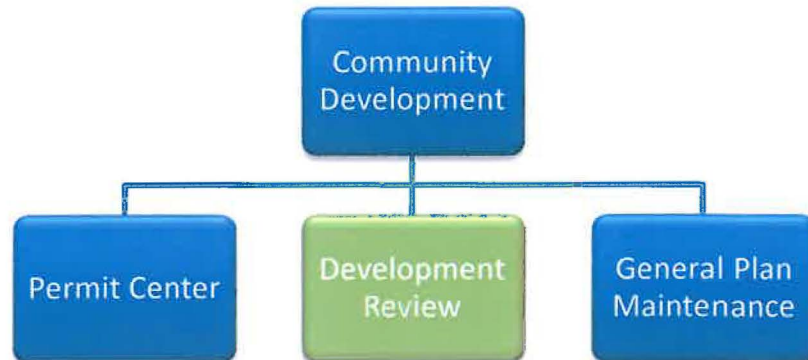 Community
Development
Permit Center
Development
Review
General Plan
Maintenance